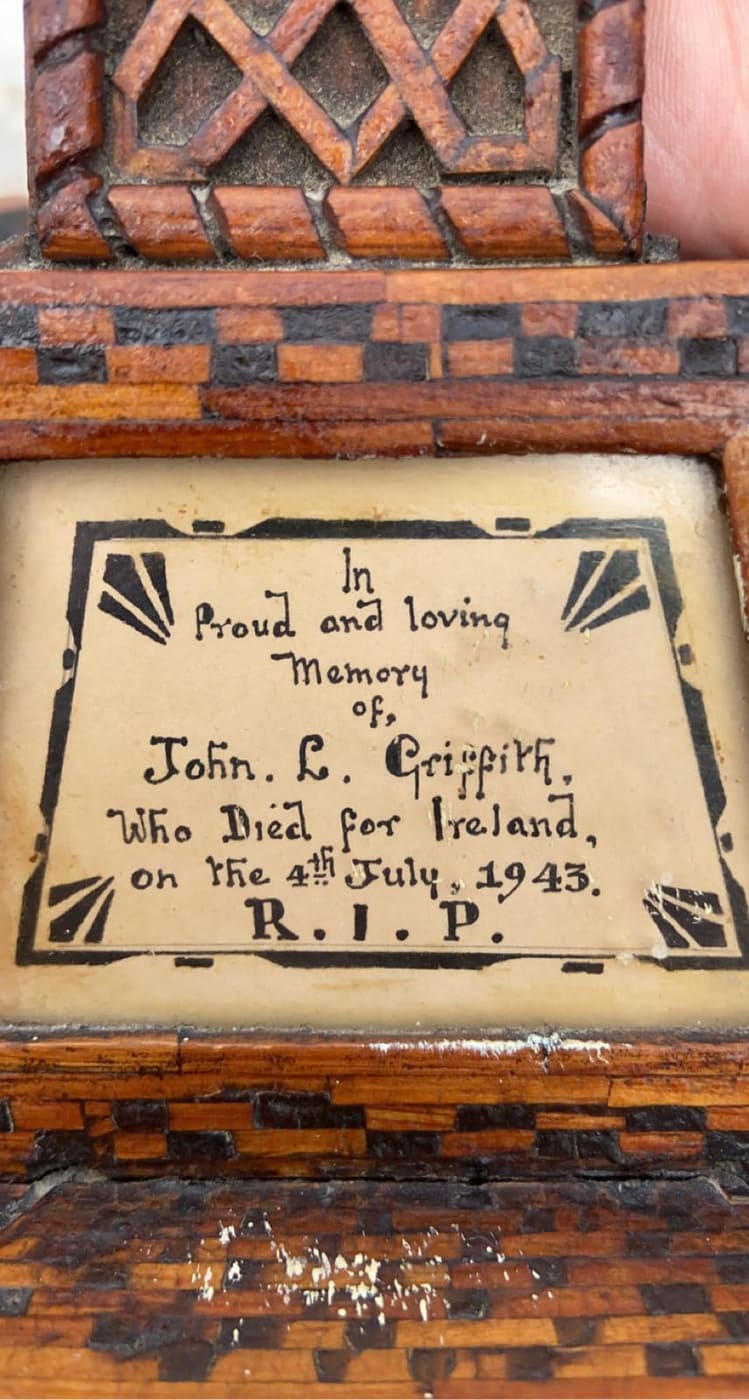 In
Proud and loving
Memory
of,
John. L. Griffith,
Who Died for Ireland,
on the 4th July, 1943.
R. I. P.